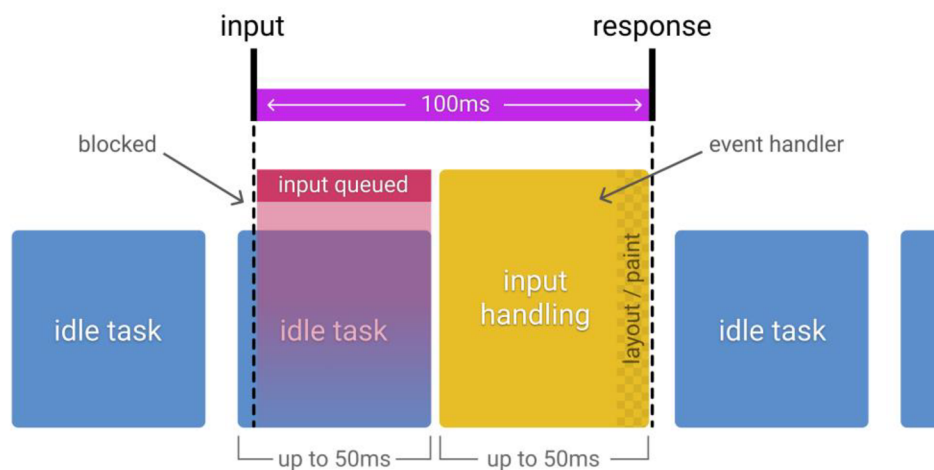 input
response
100ms
blocked
event handler
input queued
idle task
idle task
input
handling
layout / paint
idle task
up to 50ms
up to 50ms